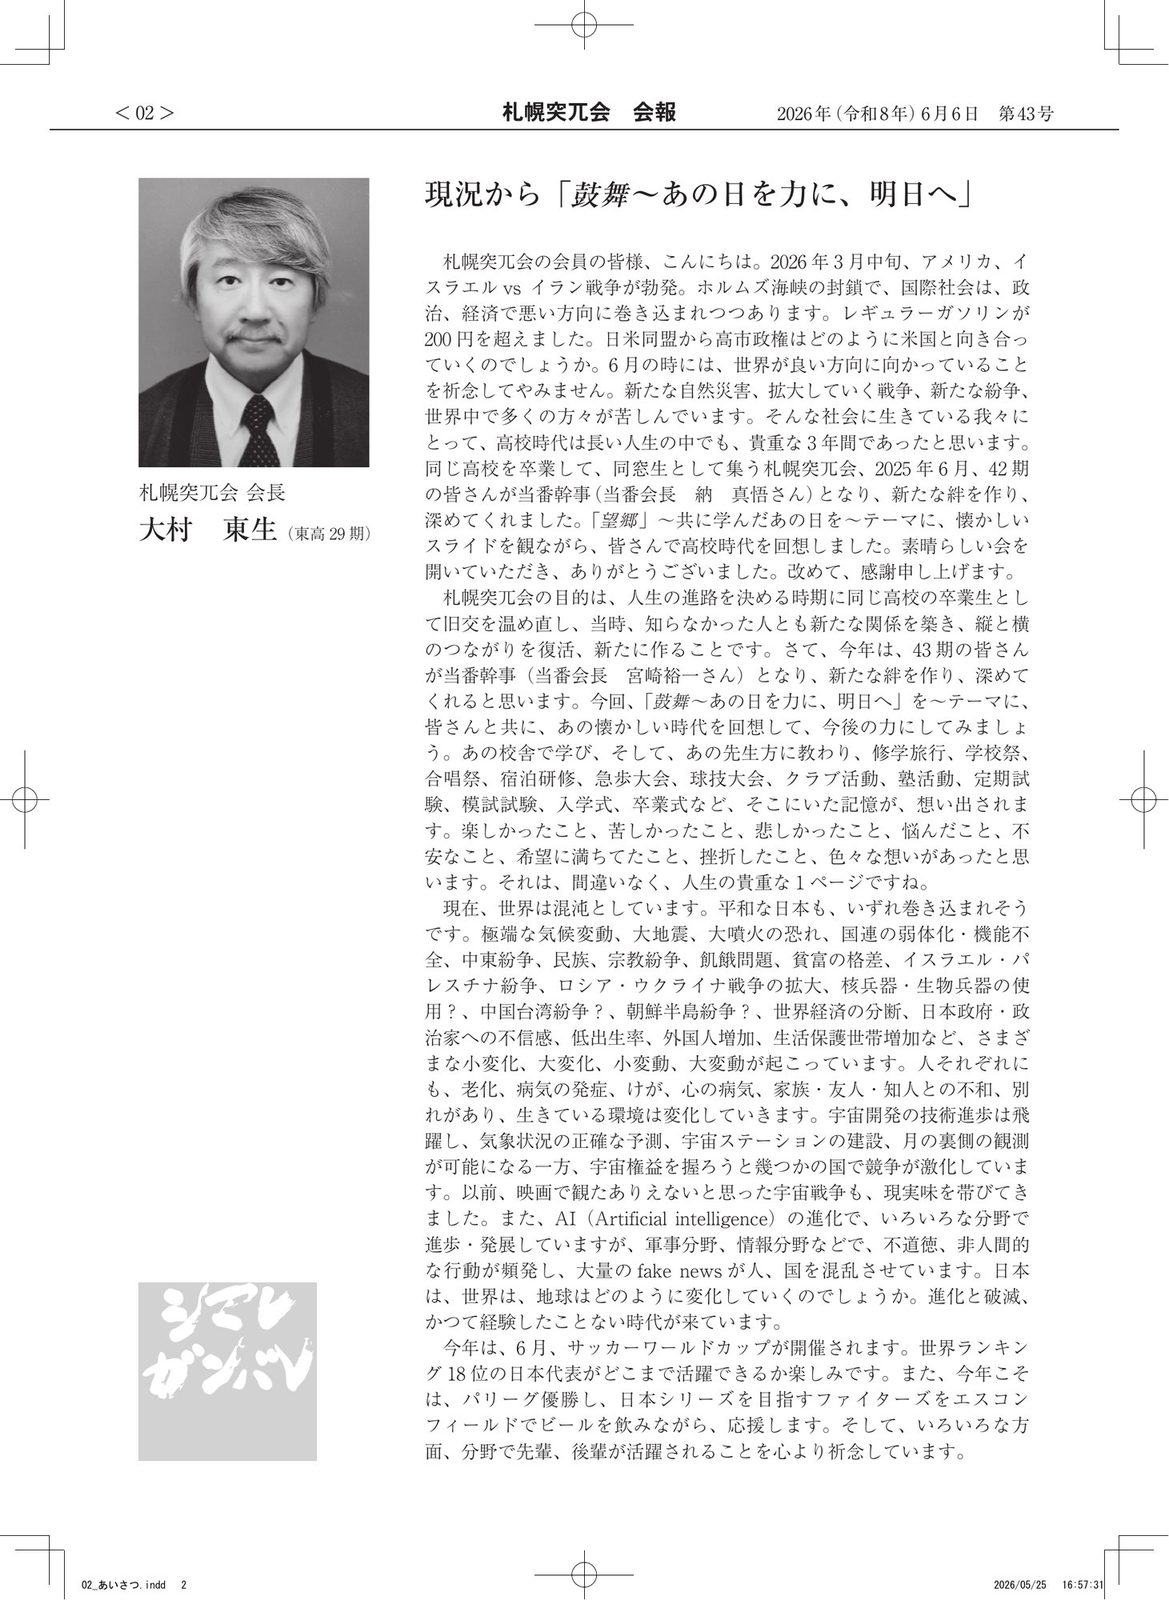 ＜02＞
札幌突兀会　会報
2026年（令和8年）6月6日　第43号
現況から「鼓舞～あの日を力に、明日へ」
札幌突兀会 会長
大村　東生（東高29期）
　札幌突兀会の会員の皆様、こんにちは。2026年3月中旬、アメリカ、イ
スラエル vs イラン戦争が勃発。ホルムズ海峡の封鎖で、国際社会は、政
治、経済で悪い方向に巻き込まれつつあります。レギュラーガソリンが
200円を超えました。日米同盟から高市政権はどのように米国と向き合っ
ていくのでしょうか。6月の時には、世界が良い方向に向かっていること
を祈念してやみません。新たな自然災害、拡大していく戦争、新たな紛争、
世界中で多くの方々が苦しんでいます。そんな社会に生きている我々に
とって、高校時代は長い人生の中でも、貴重な3年間であったと思います。
同じ高校を卒業して、同窓生として集う札幌突兀会、2025年6月、42期
の皆さんが当番幹事（当番会長　納　真悟さん）となり、新たな絆を作り、
深めてくれました。「望郷」～共に学んだあの日を～テーマに、懐かしい
スライドを観ながら、皆さんで高校時代を回想しました。素晴らしい会を
開いていただき、ありがとうございました。改めて、感謝申し上げます。
　札幌突兀会の目的は、人生の進路を決める時期に同じ高校の卒業生とし
て旧交を温め直し、当時、知らなかった人とも新たな関係を築き、縦と横
のつながりを復活、新たに作ることです。さて、今年は、43期の皆さん
が当番幹事（当番会長　宮崎裕一さん）となり、新たな絆を作り、深めて
くれると思います。今回、「鼓舞～あの日を力に、明日へ」を～テーマに、
皆さんと共に、あの懐かしい時代を回想して、今後の力にしてみましょ
う。あの校舎で学び、そして、あの先生方に教わり、修学旅行、学校祭、
合唱祭、宿泊研修、急歩大会、球技大会、クラブ活動、塾活動、定期試
験、模試試験、入学式、卒業式など、そこにいた記憶が、想い出されま
す。楽しかったこと、苦しかったこと、悲しかったこと、悩んだこと、不
安なこと、希望に満ちてたこと、挫折したこと、色々な想いがあったと思
います。それは、間違いなく、人生の貴重な1ページですね。
　現在、世界は混沌としています。平和な日本も、いずれ巻き込まれそう
です。極端な気候変動、大地震、大噴火の恐れ、国連の弱体化・機能不
全、中東紛争、民族、宗教紛争、飢餓問題、貧富の格差、イスラエル・パ
レスチナ紛争、ロシア・ウクライナ戦争の拡大、核兵器・生物兵器の使
用？、中国台湾紛争？、朝鮮半島紛争？、世界経済の分断、日本政府・政
治家への不信感、低出生率、外国人増加、生活保護世帯増加など、さまざ
まな小変化、大変化、小変動、大変動が起こっています。人それぞれに
も、老化、病気の発症、けが、心の病気、家族・友人・知人との不和、別
れがあり、生きている環境は変化していきます。宇宙開発の技術進歩は飛
躍し、気象状況の正確な予測、宇宙ステーションの建設、月の裏側の観測
が可能になる一方、宇宙権益を握ろうと幾つかの国で競争が激化していま
す。以前、映画で観たありえないと思った宇宙戦争も、現実味を帯びてき
ました。また、AI（Artificial intelligence）の進化で、いろいろな分野で
進歩・発展していますが、軍事分野、情報分野などで、不道徳、非人間的
な行動が頻発し、大量の fake news が人、国を混乱させています。日本
は、世界は、地球はどのように変化していくのでしょうか。進化と破滅、
かつて経験したことない時代が来ています。
　今年は、6月、サッカーワールドカップが開催されます。世界ランキン
グ18位の日本代表がどこまで活躍できるか楽しみです。また、今年こそ
は、パリーグ優勝し、日本シリーズを目指すファイターズをエスコン
フィールドでビールを飲みながら、応援します。そして、いろいろな方
面、分野で先輩、後輩が活躍されることを心より祈念しています。
シマレ
ガンバレ
02_あいさつ.indd　2
2026/05/25　16:57:31